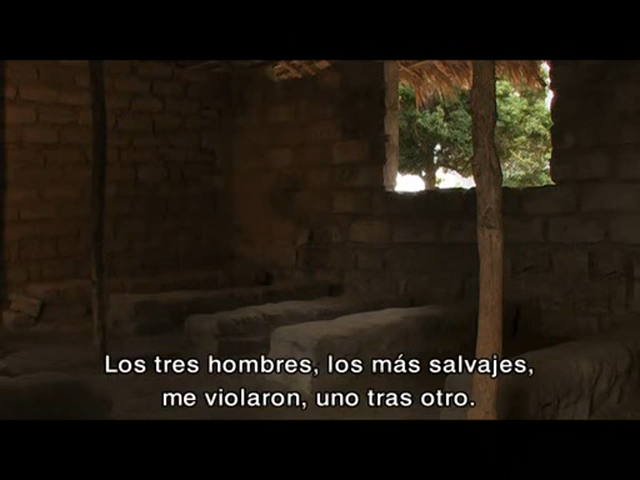 Los tres hombres, los más salvajes,
me violaron, uno tras otro.